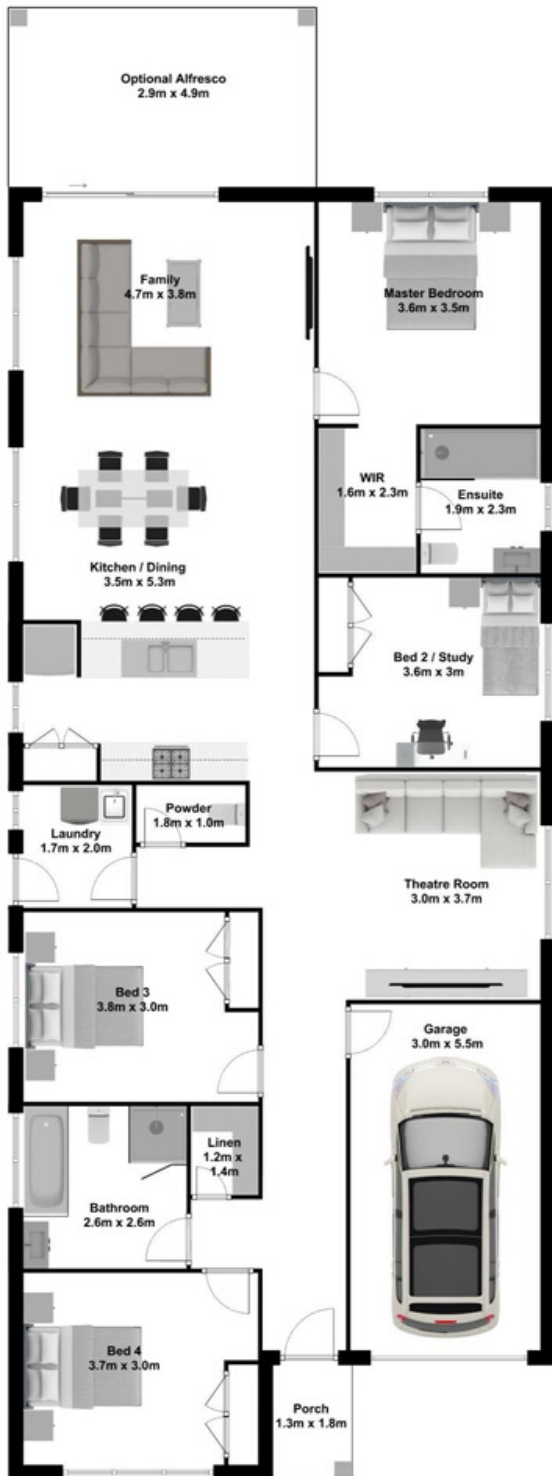 Optional Alfresco
2.9m x 4.9m
Family
4.7m x 3.8m
Master Bedroom
3.6m x 3.5m
WIR
1.6m x 2.3m
Ensuite
1.9m x 2.3m
Kitchen / Dining
3.5m x 5.3m
Bed 2 / Study
3.6m x 3m
Powder
1.8m x 1.0m
Laundry
1.7m x 2.0m
Theatre Room
3.0m x 3.7m
Bed 3
3.8m x 3.0m
Garage
3.0m x 5.5m
Linen
1.2m x
1.4m
Bathroom
2.6m x 2.6m
Bed 4
3.7m x 3.0m
Porch
1.3m x 1.8m